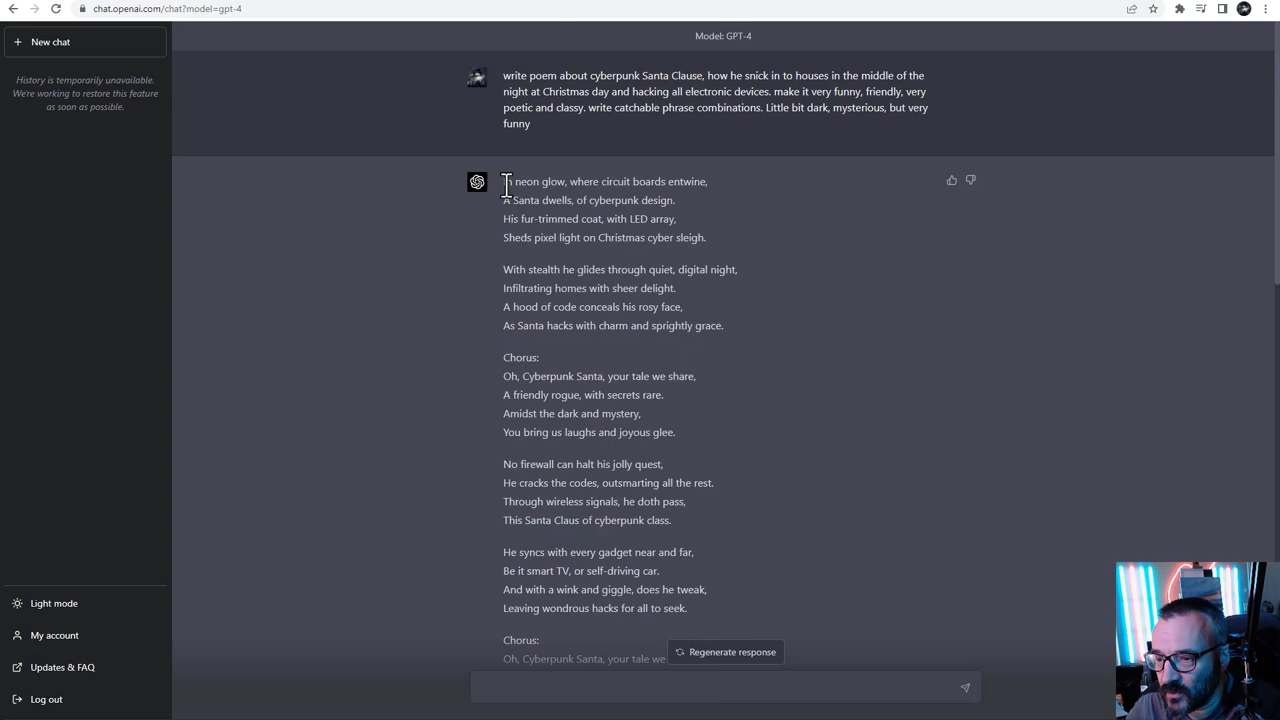 chat.openai.com/chat?model=gpt-4
New chat
History is temporarily unavailable.
We're working to restore this feature
as soon as possible.
Light mode
My account
Updates & FAQ
Log out
Model: GPT-4
write poem about cyberpunk Santa Clause, how he snick in to houses in the middle of the
night at Christmas day and hacking all electronic devices. make it very funny, friendly, very
poetic and classy. write catchable phrase combinations. Little bit dark, mysterious, but very
funny
In neon glow, where circuit boards entwine,
A Santa dwells, of cyberpunk design.
His fur-trimmed coat, with LED array,
Sheds pixel light on Christmas cyber sleigh.
With stealth he glides through quiet, digital night,
Infiltrating homes with sheer delight.
A hood of code conceals his rosy face,
As Santa hacks with charm and sprightly grace.
Chorus:
Oh, Cyberpunk Santa, your tale we share,
A friendly rogue, with secrets rare.
Amidst the dark and mystery,
You bring us laughs and joyous glee.
No firewall can halt his jolly quest,
He cracks the codes, outsmarting all the rest.
Through wireless signals, he doth pass,
This Santa Claus of cyberpunk class.
He syncs with every gadget near and far,
Be it smart TV, or self-driving car.
And with a wink and giggle, does he tweak,
Leaving wondrous hacks for all to seek.
Chorus:
Oh, Cyberpunk Santa, your tale we
Regenerate response